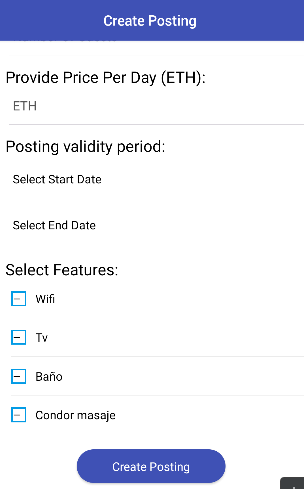 Create Posting
Provide Price Per Day (ETH):
ETH
Posting validity period:
Select Start Date
Select End Date
Select Features:
Wifi
Tv
Baño
Condor masaje
Create Posting